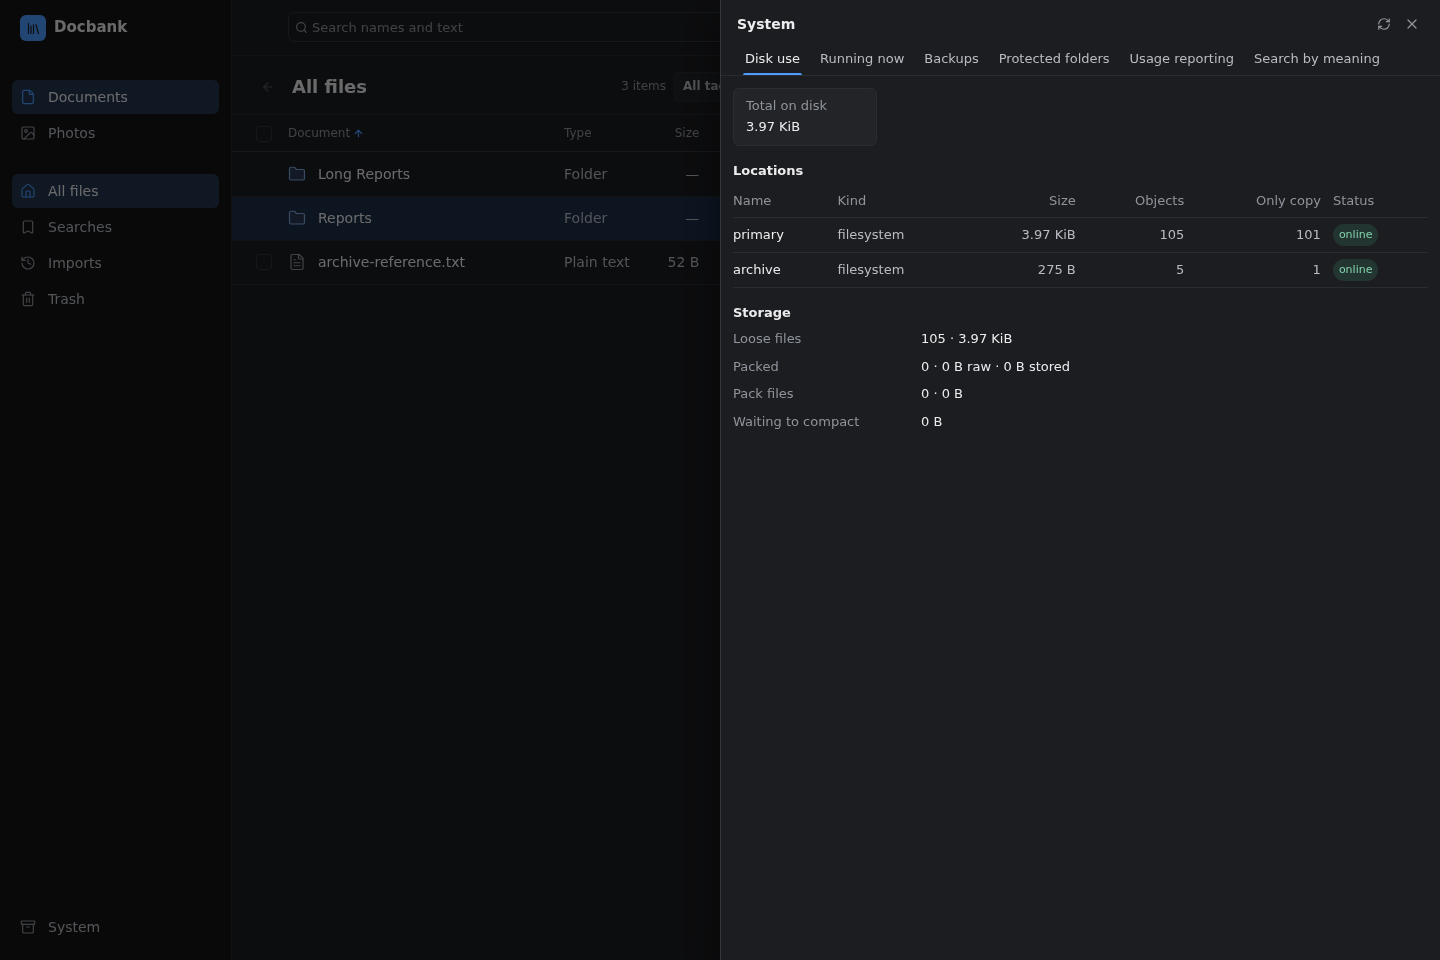 Docbank
Documents
Photos
All files
Searches
Imports
Trash
System
Search names and text
All files
3 items
Document Type Size
Long Reports Folder —
Reports Folder —
archive-reference.txt Plain text 52 B
System
Disk use Running now Backups Protected folders Usage reporting Search by meaning
Total on disk
3.97 KiB
Locations
Name Kind Size Objects Only copy Status
primary filesystem 3.97 KiB 105 101 online
archive filesystem 275 B 5 1 online
Storage
Loose files 105 · 3.97 KiB
Packed 0 · 0 B raw · 0 B stored
Pack files 0 · 0 B
Waiting to compact 0 B